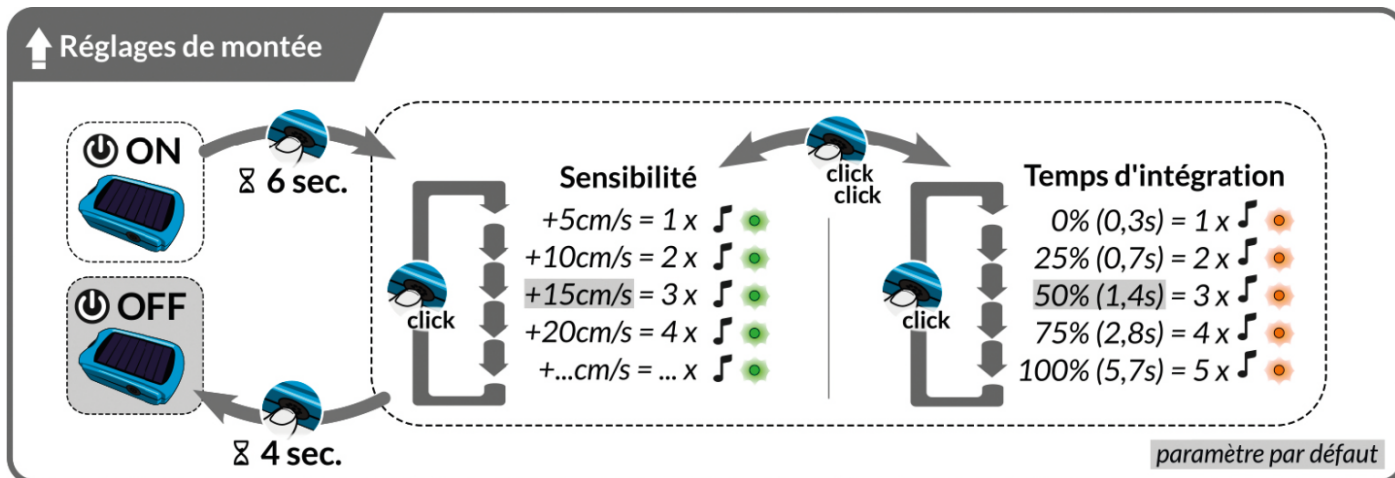 Réglages de montée
ON
6 sec.
OFF
4 sec.
click
Sensibilité
+5cm/s = 1 x
+10cm/s = 2 x
+15cm/s = 3 x
+20cm/s = 4 x
+...cm/s = ... x
click
click
click
Temps d'intégration
0% (0,3s) = 1 x
25% (0,7s) = 2 x
50% (1,4s) = 3 x
75% (2,8s) = 4 x
100% (5,7s) = 5 x
paramètre par défaut